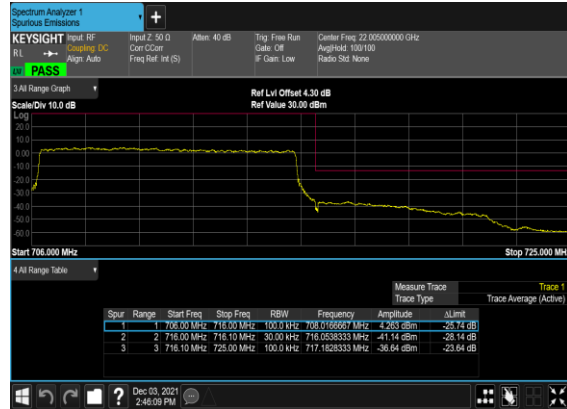 Spectrum Analyzer 1
Spurious Emissions
KEYSIGHT Input: RF Input Z: 50 Ω Atten: 40 dB Trig: Free Run Center Freq: 22.005000000 GHz
RL Coupling: DC Corr CCorr Gate: Off Avg|Hold: 100/100
Align: Auto Freq Ref: Int (S) IF Gain: Low Radio Std: None
PASS
3 All Range Graph
Ref Lvl Offset 4.30 dB
Scale/Div 10.0 dB Ref Value 30.00 dBm
Log
20.0
10.0
0.00
-10.0
-20.0
-30.0
-40.0
-50.0
-60.0
Start 706.000 MHz Stop 725.000 MH
4 All Range Table
Measure Trace Trace 1
Trace Type Trace Average (Active)
Spur Range Start Freq Stop Freq RBW Frequency Amplitude ΔLimit
1 1 706.00 MHz 716.00 MHz 100.0 kHz 708.0166667 MHz 4.263 dBm -25.74 dB
2 2 716.00 MHz 716.10 MHz 30.00 kHz 716.0538333 MHz -41.14 dBm -28.14 dB
3 3 716.10 MHz 725.00 MHz 100.0 kHz 717.1828333 MHz -36.64 dBm -23.64 dB
? Dec 03, 2021
2:46:09 PM